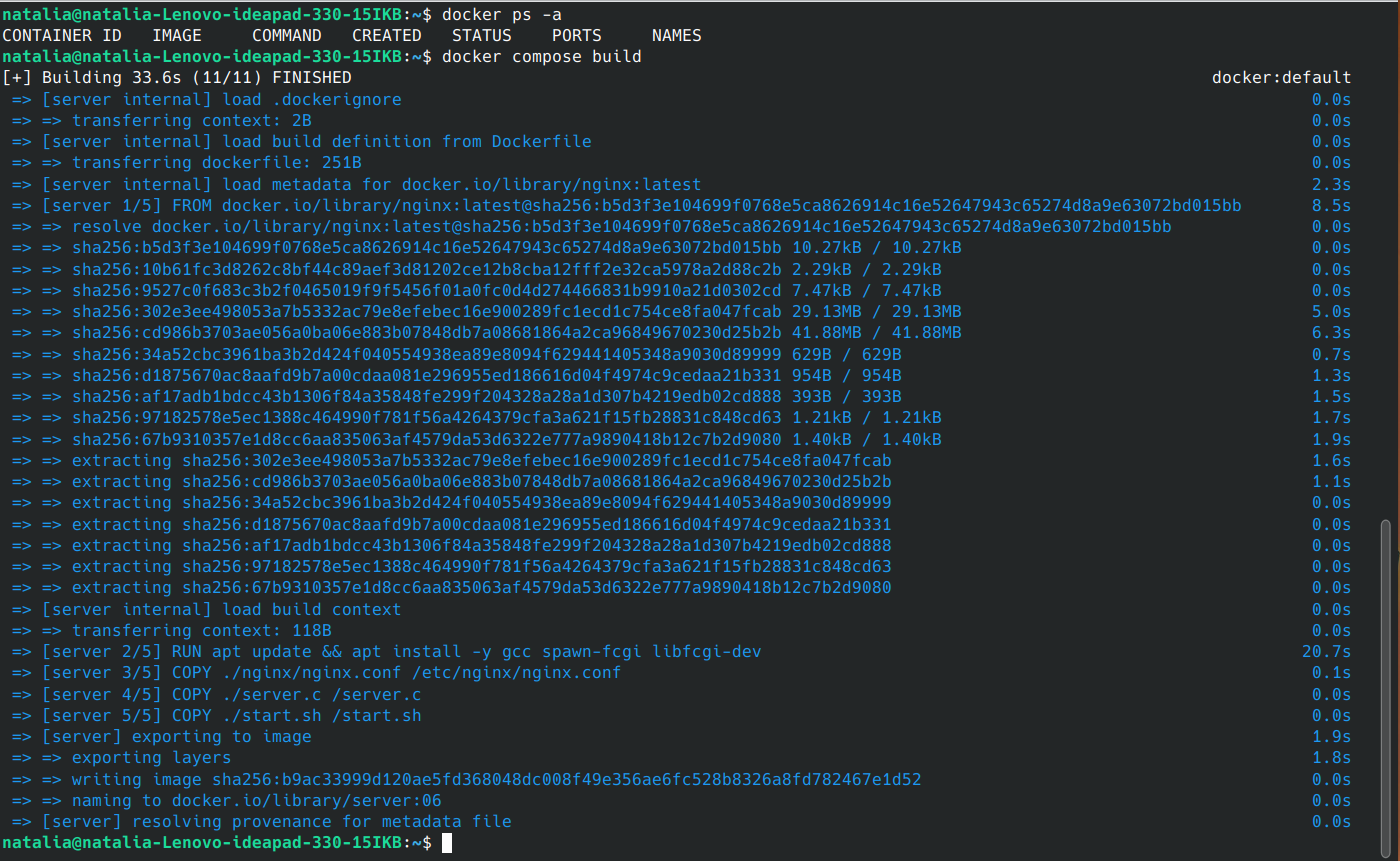 natalia@natalia-Lenovo-ideapad-330-15IKB:~$ docker ps -a
CONTAINER ID   IMAGE     COMMAND   CREATED   STATUS    PORTS     NAMES
natalia@natalia-Lenovo-ideapad-330-15IKB:~$ docker compose build
[+] Building 33.6s (11/11) FINISHED docker:default
=> [server internal] load .dockerignore 0.0s
=> => transferring context: 2B 0.0s
=> [server internal] load build definition from Dockerfile 0.0s
=> => transferring dockerfile: 251B 0.0s
=> [server internal] load metadata for docker.io/library/nginx:latest 2.3s
=> [server 1/5] FROM docker.io/library/nginx:latest@sha256:b5d3f3e104699f0768e5ca8626914c16e52647943c65274d8a9e63072bd015bb 8.5s
=> => resolve docker.io/library/nginx:latest@sha256:b5d3f3e104699f0768e5ca8626914c16e52647943c65274d8a9e63072bd015bb 0.0s
=> => sha256:b5d3f3e104699f0768e5ca8626914c16e52647943c65274d8a9e63072bd015bb 10.27kB / 10.27kB 0.0s
=> => sha256:10b61fc3d8262c8bf44c89aef3d81202ce12b8cba12fff2e32ca5978a2d88c2b 2.29kB / 2.29kB 0.0s
=> => sha256:9527c0f683c3b2f0465019f9f5456f01a0fc0d4d274466831b9910a21d0302cd 7.47kB / 7.47kB 0.0s
=> => sha256:302e3ee498053a7b5332ac79e8efebec16e900289fc1ecd1c754ce8fa047fcab 29.13MB / 29.13MB 5.0s
=> => sha256:cd986b3703ae056a0ba06e883b07848db7a08681864a2ca96849670230d25b2b 41.88MB / 41.88MB 6.3s
=> => sha256:34a52cbc3961ba3b2d424f040554938ea89e8094f629441405348a9030d89999 629B / 629B 0.7s
=> => sha256:d1875670ac8aafd9b7a00cdaa081e296955ed186616d04f4974c9cedaa21b331 954B / 954B 1.3s
=> => sha256:af17adb1bdcc43b1306f84a35848fe299f204328a28a1d307b4219edb02cd888 393B / 393B 1.5s
=> => sha256:97182578e5ec1388c464990f781f56a4264379cfa3a621f15fb28831c848cd63 1.21kB / 1.21kB 1.7s
=> => sha256:67b9310357e1d8cc6aa835063af4579da53d6322e777a9890418b12c7b2d9080 1.40kB / 1.40kB 1.9s
=> => extracting sha256:302e3ee498053a7b5332ac79e8efebec16e900289fc1ecd1c754ce8fa047fcab 1.6s
=> => extracting sha256:cd986b3703ae056a0ba06e883b07848db7a08681864a2ca96849670230d25b2b 1.1s
=> => extracting sha256:34a52cbc3961ba3b2d424f040554938ea89e8094f629441405348a9030d89999 0.0s
=> => extracting sha256:d1875670ac8aafd9b7a00cdaa081e296955ed186616d04f4974c9cedaa21b331 0.0s
=> => extracting sha256:af17adb1bdcc43b1306f84a35848fe299f204328a28a1d307b4219edb02cd888 0.0s
=> => extracting sha256:97182578e5ec1388c464990f781f56a4264379cfa3a621f15fb28831c848cd63 0.0s
=> => extracting sha256:67b9310357e1d8cc6aa835063af4579da53d6322e777a9890418b12c7b2d9080 0.0s
=> [server internal] load build context 0.0s
=> => transferring context: 118B 0.0s
=> [server 2/5] RUN apt update && apt install -y gcc spawn-fcgi libfcgi-dev 20.7s
=> [server 3/5] COPY ./nginx/nginx.conf /etc/nginx/nginx.conf 0.1s
=> [server 4/5] COPY ./server.c /server.c 0.0s
=> [server 5/5] COPY ./start.sh /start.sh 0.0s
=> [server] exporting to image 1.9s
=> => exporting layers 1.8s
=> => writing image sha256:b9ac33999d120ae5fd368048dc008f49e356ae6fc528b8326a8fd782467e1d52 0.0s
=> => naming to docker.io/library/server:06 0.0s
=> [server] resolving provenance for metadata file 0.0s
natalia@natalia-Lenovo-ideapad-330-15IKB:~$